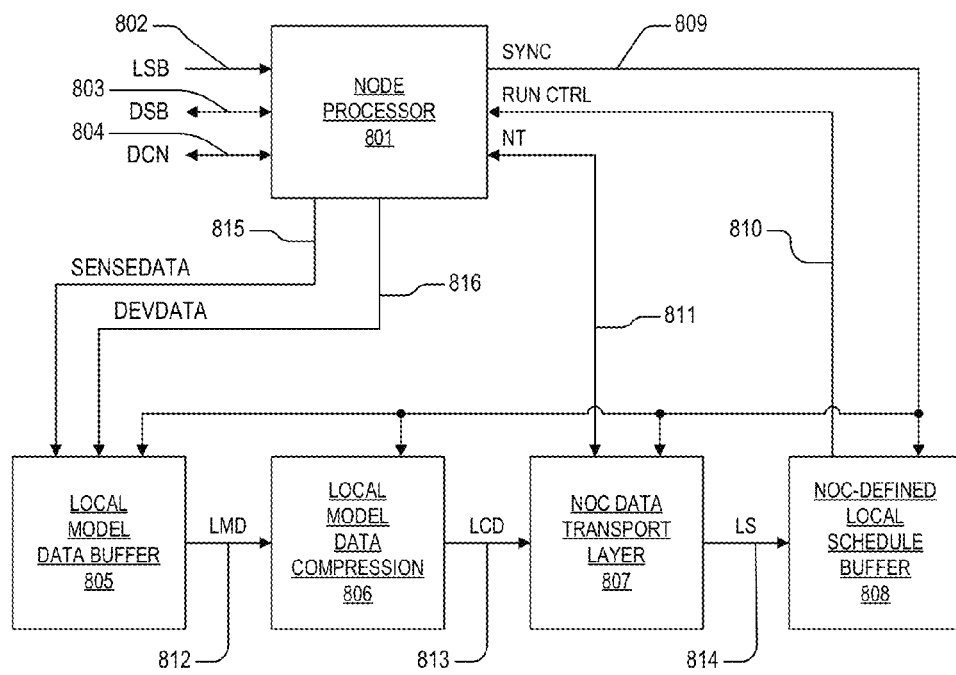 802
809
LSB
SYNC
803
DSB
NODE
PROCESSOR
801
RUN CTRL
804
DCN
NT
815
810
SENSEDATA
816
DEVDATA
811
LOCAL
MODEL
DATA BUFFER
805
LMD
LOCAL
MODEL
DATA
COMPRESSION
806
LCD
NOC DATA
TRANSPORT
LAYER
807
LS
NOC-DEFINED
LOCAL
SCHEDULE
BUFFER
808
812
813
814